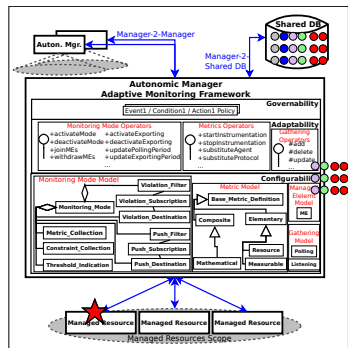 Manager-2-Manager
Shared DB
Auton. Mgr.
Manager-2-
Shared DB
Autonomic Manager
Adaptive Monitoring Framework
Governability
Event1 / Condition1 / Action1 Policy
Adaptability
Monitoring Mode Operators
+activateMode
+deactivateMode
+joinMEs
+withdrawMEs
+activateExporting
+deactivateExporting
+updatePollingPeriod
+updateExportingPeriod
...
Metrics Operators
+startInstrumentation
+stopInstrumentation
+substituteAgent
+substituteProtocol
...
Gathering Operators
+add
+delete
+update
...
Configurability
Monitoring Mode Model
Violation_Filter
Violation_Subscription
Monitoring_Mode
Violation_Destination
Metric_Collection
Push_Filter
Constraint_Collection
Push_Subscription
Threshold_Indication
Push_Destination
Metric Model
Base_Metric_Definition
Composite
Elementary
Resource
Mathematical
Measurable
ME
Gathering
Model
Polling
Listening
Managed Resource
Managed Resource
Managed Resource
Managed Resources Scope